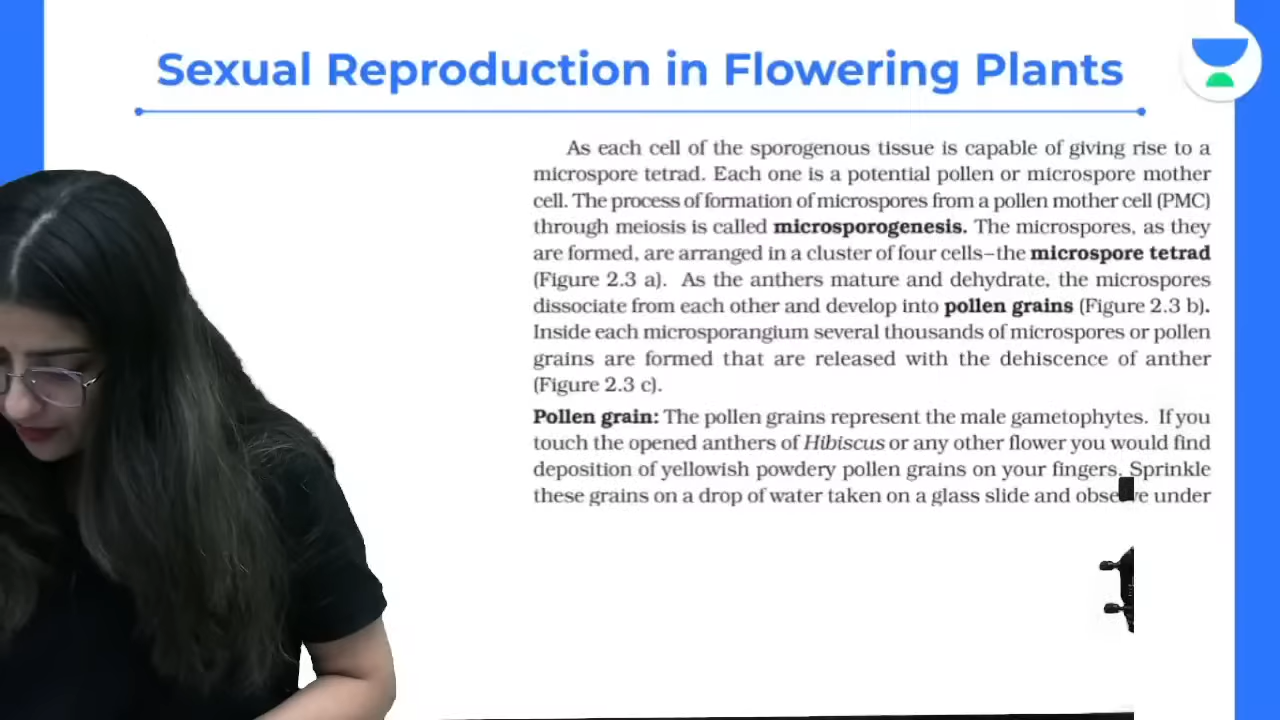 Sexual Reproduction in Flowering Plants
As each cell of the sporogenous tissue is capable of giving rise to a
microspore tetrad. Each one is a potential pollen or microspore mother
cell. The process of formation of microspores from a pollen mother cell (PMC)
through meiosis is called microsporogenesis. The microspores, as they
are formed, are arranged in a cluster of four cells–the microspore tetrad
(Figure 2.3 a). As the anthers mature and dehydrate, the microspores
dissociate from each other and develop into pollen grains (Figure 2.3 b).
Inside each microsporangium several thousands of microspores or pollen
grains are formed that are released with the dehiscence of anther
(Figure 2.3 c).
Pollen grain: The pollen grains represent the male gametophytes. If you
touch the opened anthers of Hibiscus or any other flower you would find
deposition of yellowish powdery pollen grains on your fingers. Sprinkle
these grains on a drop of water taken on a glass slide and under